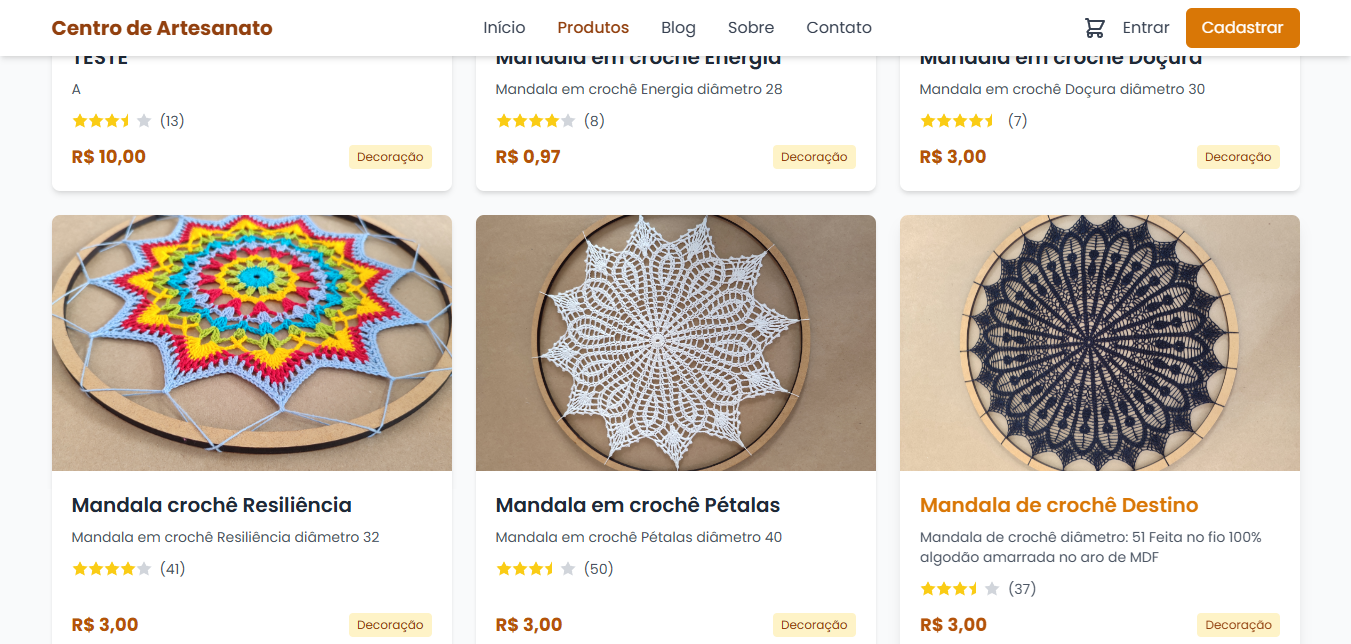 Centro de Artesanato
Início
Produtos
Blog
Sobre
Contato
Entrar
Cadastrar
TESTE
A
(13)
R$ 10,00
Decoração
Mandala em crochê Energia
Mandala em crochê Energia diâmetro 28
(8)
R$ 0,97
Decoração
Mandala em crochê Doçura
Mandala em crochê Doçura diâmetro 30
(7)
R$ 3,00
Decoração
Mandala crochê Resiliência
Mandala em crochê Resiliência diâmetro 32
(41)
R$ 3,00
Decoração
Mandala em crochê Pétalas
Mandala em crochê Pétalas diâmetro 40
(50)
R$ 3,00
Decoração
Mandala de crochê Destino
Mandala de crochê diâmetro: 51 Feita no fio 100%
algodão amarrada no aro de MDF
(37)
R$ 3,00
Decoração